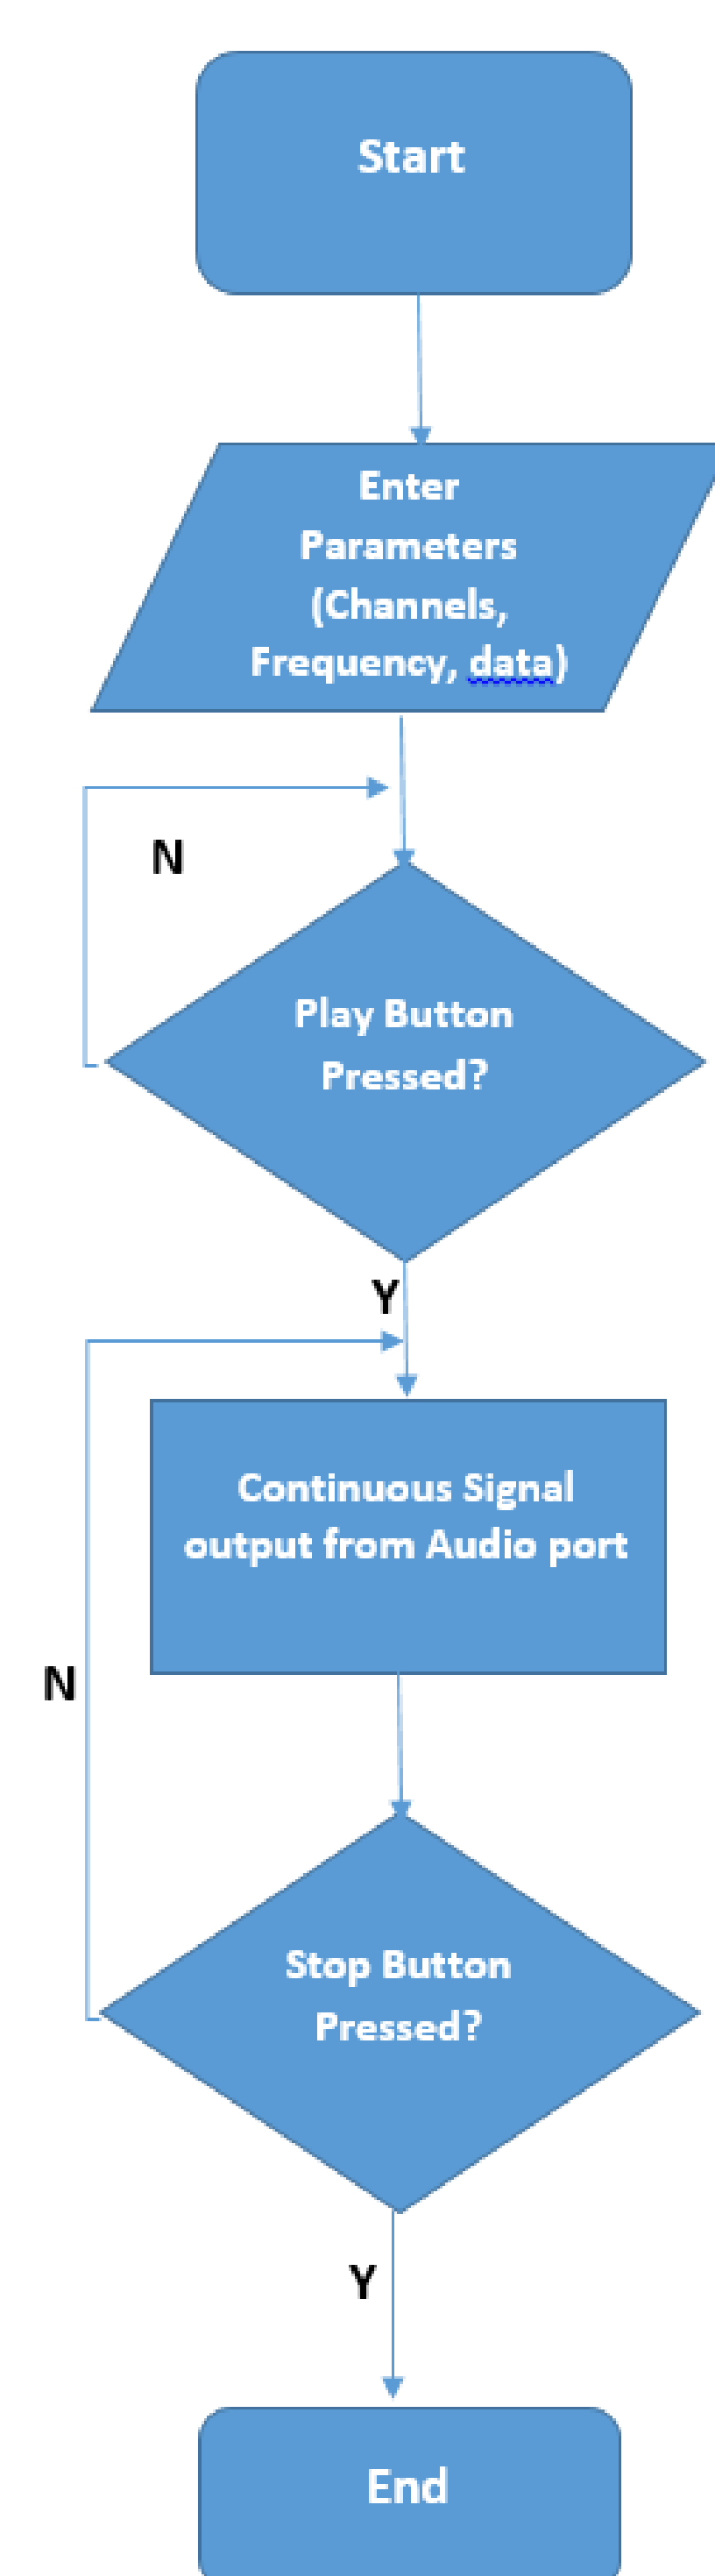 Start
Enter
Parameters
(Channels,
Frequency, data)
N
Play Button
Pressed?
Y
Continuous Signal
output from Audio port
N
Stop Button
Pressed?
Y
End